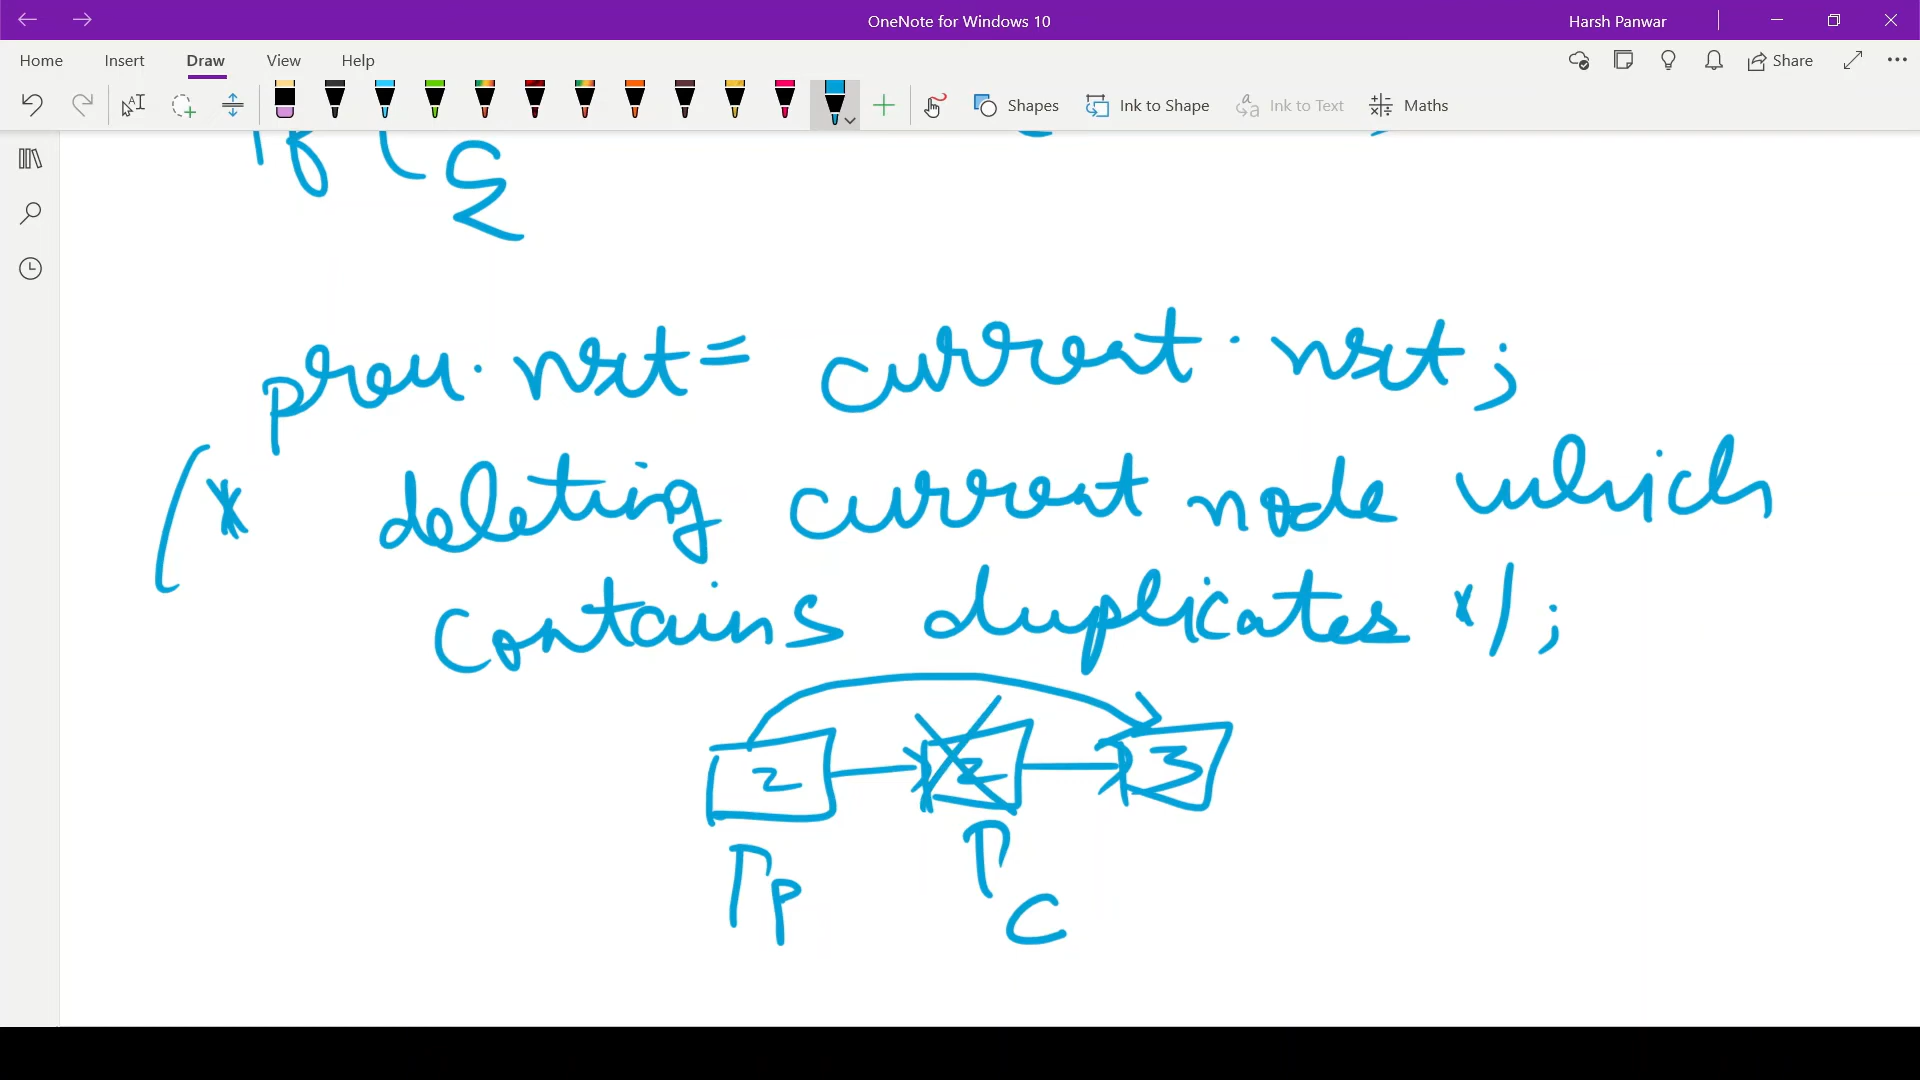 OneNote for Windows 10
Harsh Panwar
Home Insert Draw View Help
Share
Shapes Ink to Shape Ink to Text Maths
if (
prev. next = current. next;
/* deleting current node which
contains duplicates */;
2 2 3
P
C